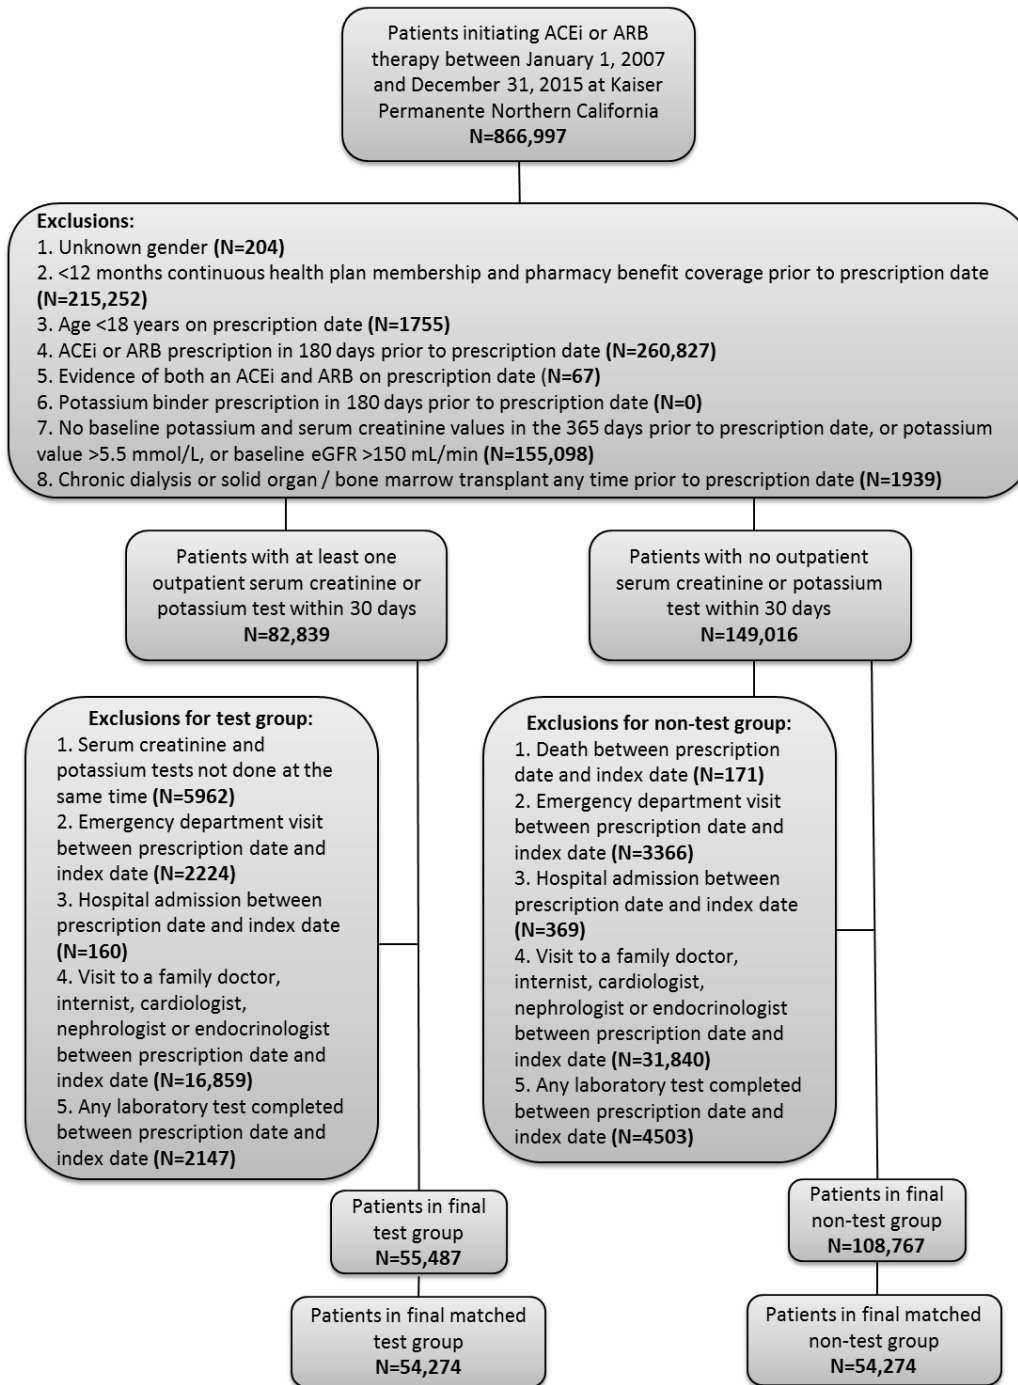 Patients initiating ACEi or ARB
therapy between January 1, 2007
and December 31, 2015 at Kaiser
Permanente Northern California
N=866,997
Exclusions:
1. Unknown gender (N=204)
2. <12 months continuous health plan membership and pharmacy benefit coverage prior to prescription date
(N=215,252)
3. Age <18 years on prescription date (N=1755)
4. ACEi or ARB prescription in 180 days prior to prescription date (N=260,827)
5. Evidence of both an ACEi and ARB on prescription date (N=67)
6. Potassium binder prescription in 180 days prior to prescription date (N=0)
7. No baseline potassium and serum creatinine values in the 365 days prior to prescription date, or potassium
value >5.5 mmol/L, or baseline eGFR >150 mL/min (N=155,098)
8. Chronic dialysis or solid organ / bone marrow transplant any time prior to prescription date (N=1939)
Patients with at least one
outpatient serum creatinine or
potassium test within 30 days
N=82,839
Patients with no outpatient
serum creatinine or potassium
test within 30 days
N=149,016
Exclusions for test group:
1. Serum creatinine and
potassium tests not done at the
same time (N=5962)
2. Emergency department visit
between prescription date and
index date (N=2224)
3. Hospital admission between
prescription date and index date
(N=160)
4. Visit to a family doctor,
internist, cardiologist,
nephrologist or endocrinologist
between prescription date and
index date (N=16,859)
5. Any laboratory test completed
between prescription date and
index date (N=2147)
Exclusions for non-test group:
1. Death between prescription
date and index date (N=171)
2. Emergency department visit
between prescription date and
index date (N=3366)
3. Hospital admission between
prescription date and index date
(N=369)
4. Visit to a family doctor,
internist, cardiologist,
nephrologist or endocrinologist
between prescription date and
index date (N=31,840)
5. Any laboratory test completed
between prescription date and
index date (N=4503)
Patients in final
test group
N=55,487
Patients in final
non-test group
N=108,767
Patients in final matched
test group
N=54,274
Patients in final matched
non-test group
N=54,274